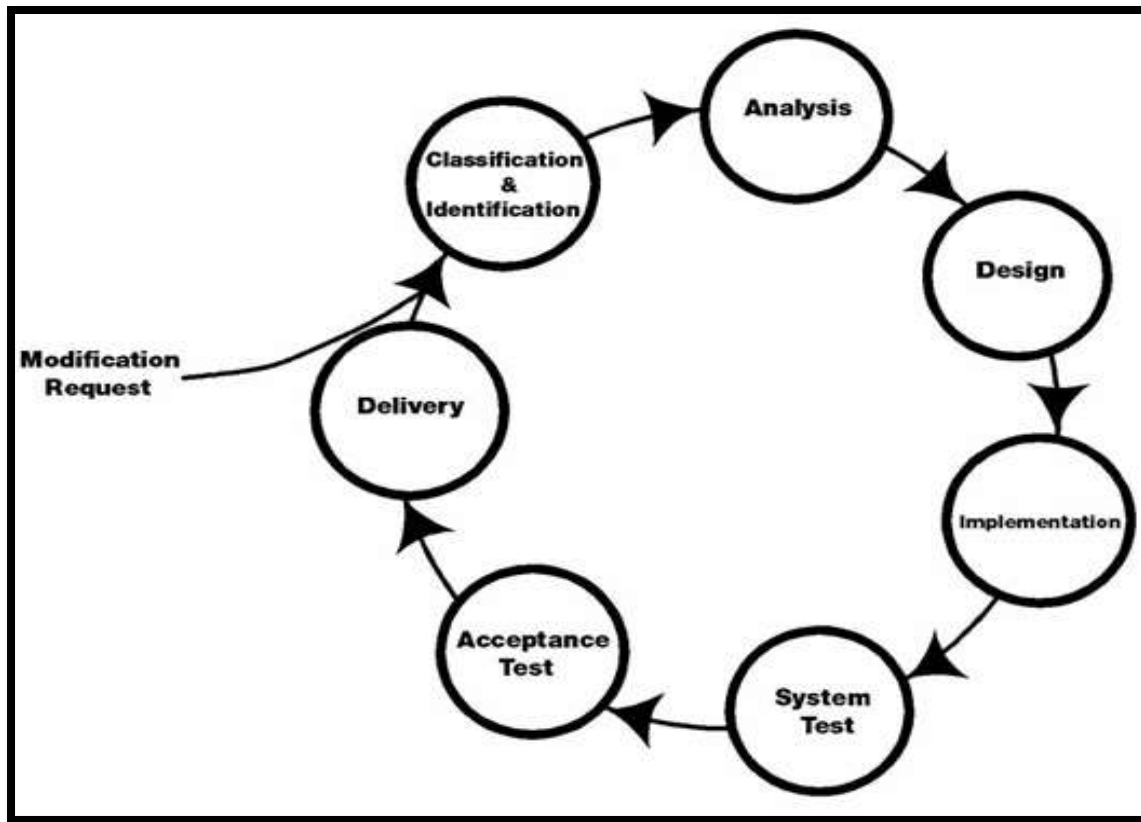 Analysis
Classification
&
Identification
Design
Modification
Request
Delivery
Implementation
Acceptance
Test
System
Test